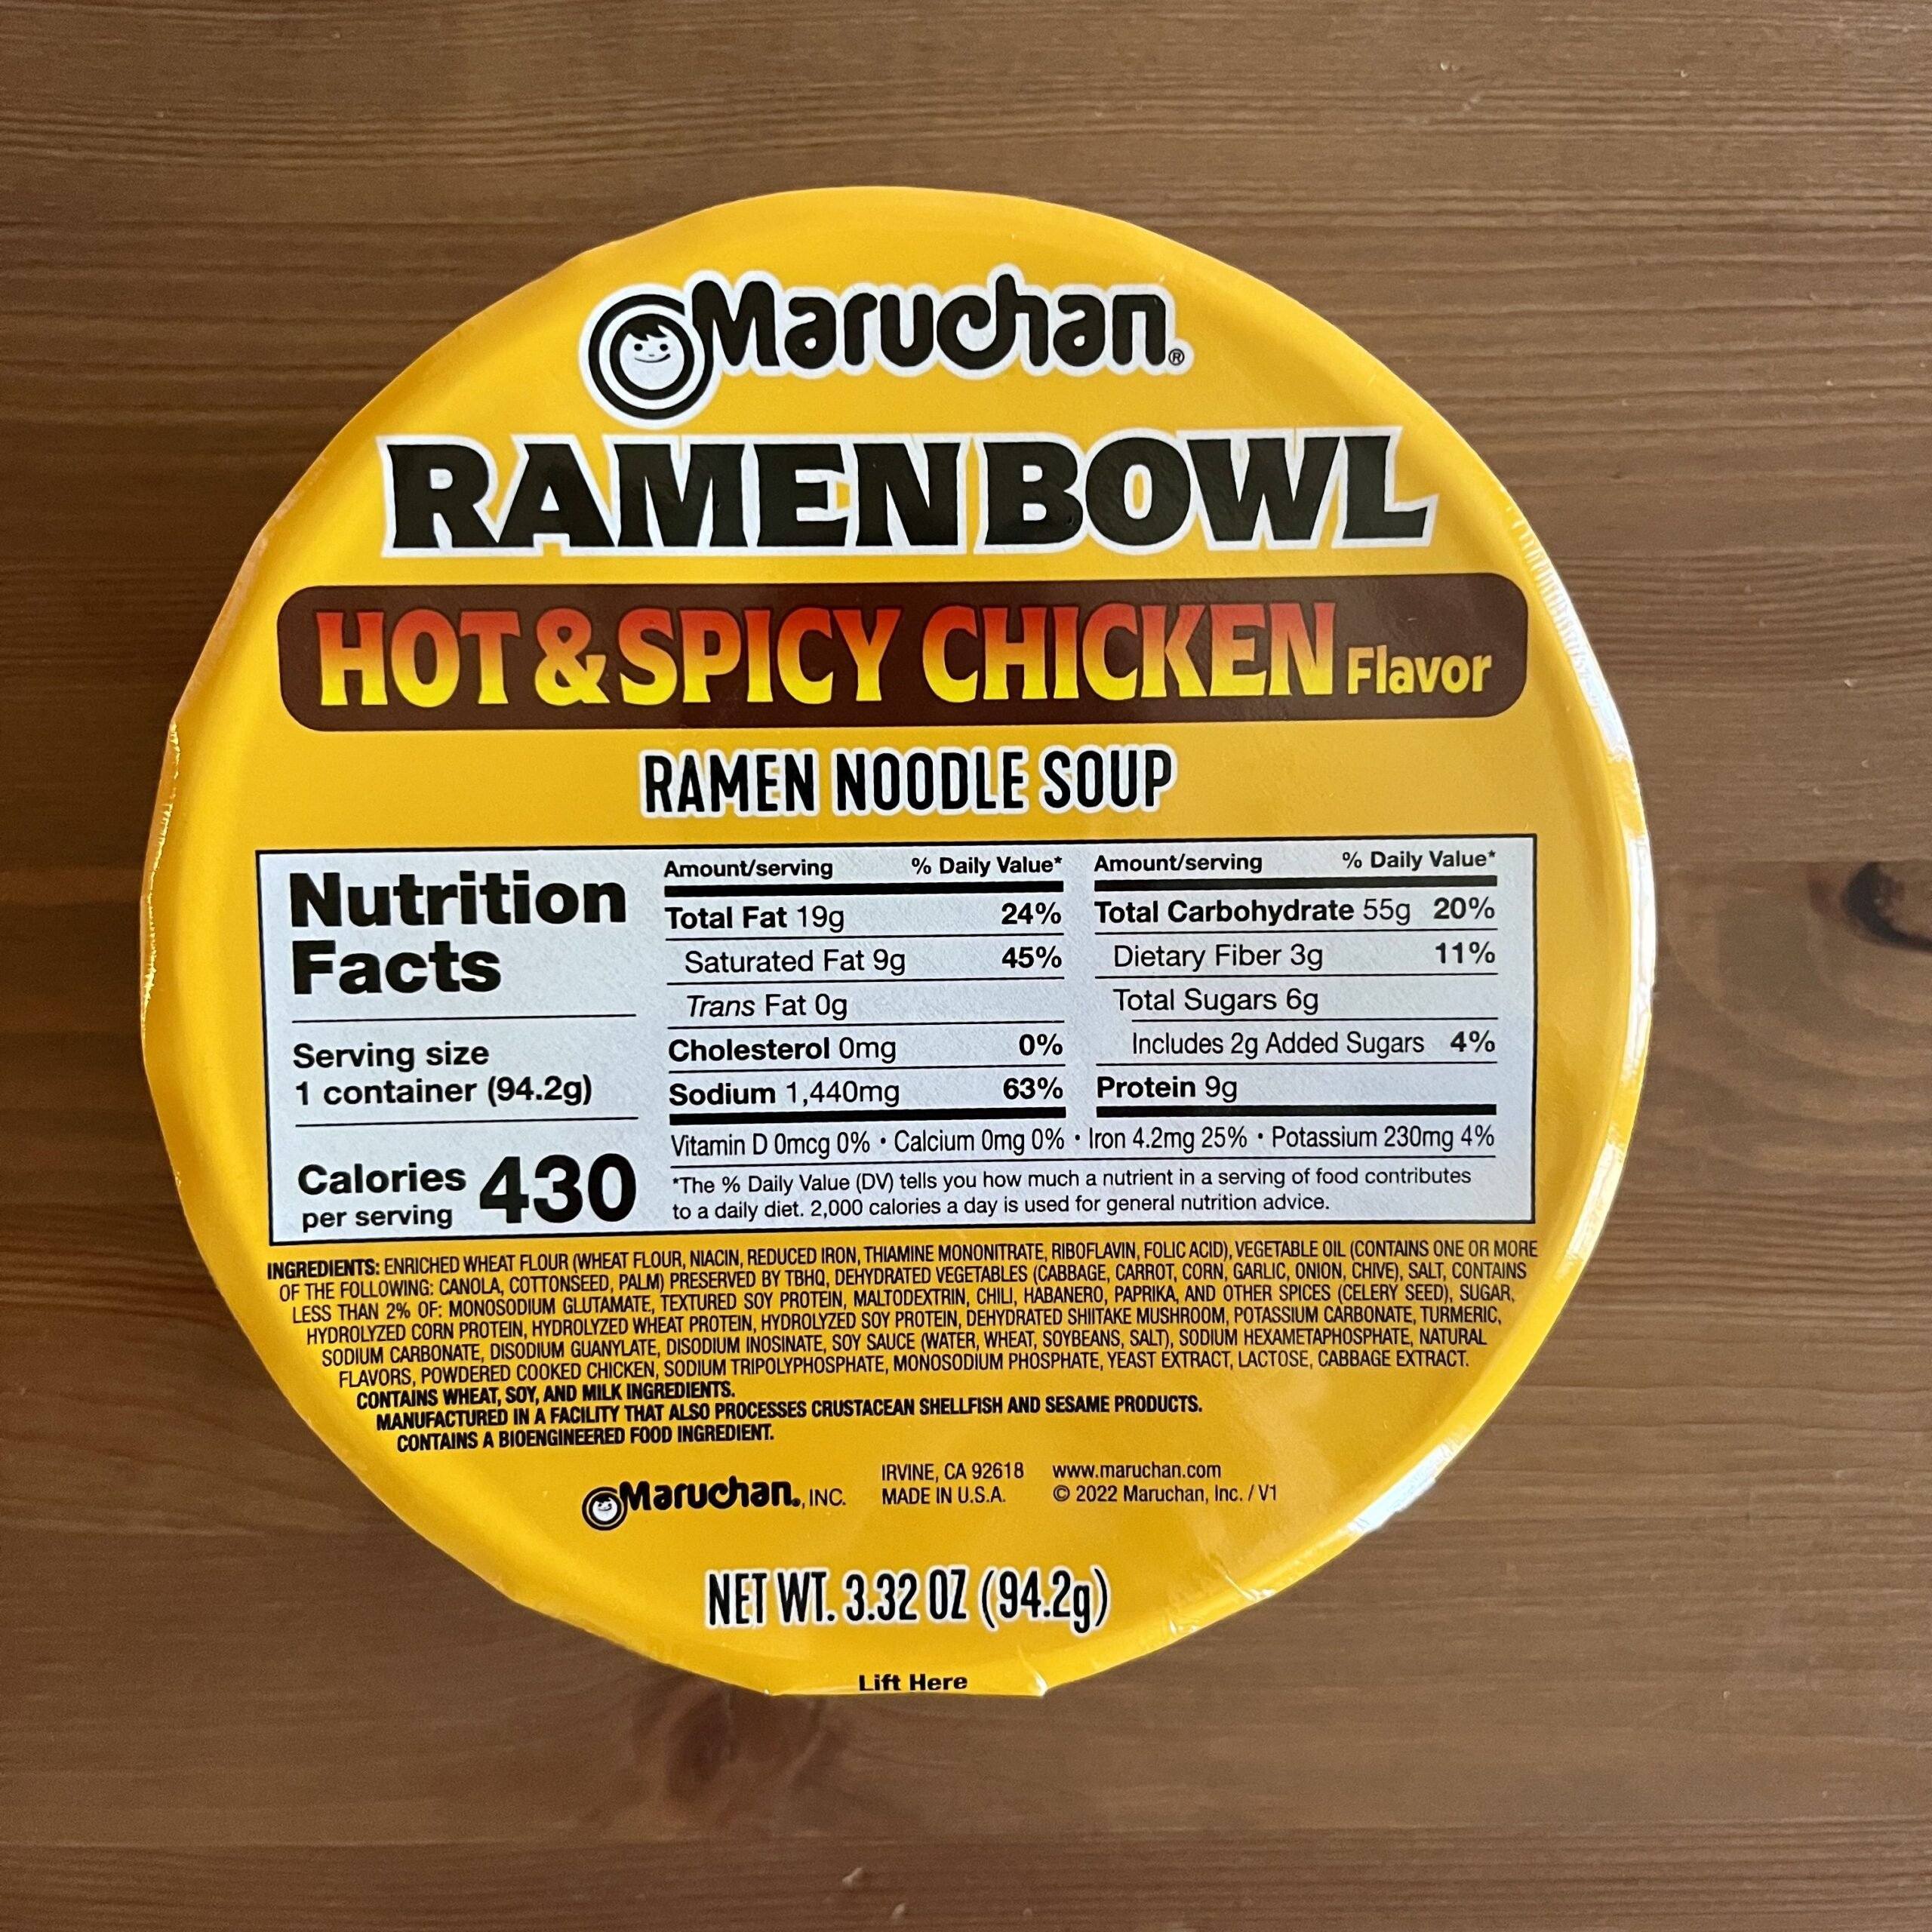 Maruchan®
RAMEN BOWL
HOT & SPICY CHICKEN Flavor
RAMEN NOODLE SOUP
Nutrition
Facts
Serving size
1 container (94.2g)
Calories
per serving 430
Amount/serving % Daily Value*
Total Fat 19g 24%
Saturated Fat 9g 45%
Trans Fat 0g
Cholesterol 0mg 0%
Sodium 1,440mg 63%
Amount/serving % Daily Value*
Total Carbohydrate 55g 20%
Dietary Fiber 3g 11%
Total Sugars 6g
Includes 2g Added Sugars 4%
Protein 9g
Vitamin D 0mcg 0% • Calcium 0mg 0% • Iron 4.2mg 25% • Potassium 230mg 4%
*The % Daily Value (DV) tells you how much a nutrient in a serving of food contributes
to a daily diet. 2,000 calories a day is used for general nutrition advice.
INGREDIENTS: ENRICHED WHEAT FLOUR (WHEAT FLOUR, NIACIN, REDUCED IRON, THIAMINE MONONITRATE, RIBOFLAVIN, FOLIC ACID), VEGETABLE OIL (CONTAINS ONE OR MORE
OF THE FOLLOWING: CANOLA, COTTONSEED, PALM) PRESERVED BY TBHQ, DEHYDRATED VEGETABLES (CABBAGE, CARROT, CORN, GARLIC, ONION, CHIVE), SALT, CONTAINS
LESS THAN 2% OF: MONOSODIUM GLUTAMATE, TEXTURED SOY PROTEIN, MALTODEXTRIN, CHILI, HABANERO, PAPRIKA, AND OTHER SPICES (CELERY SEED), SUGAR,
HYDROLYZED CORN PROTEIN, HYDROLYZED WHEAT PROTEIN, HYDROLYZED SOY PROTEIN, DEHYDRATED SHIITAKE MUSHROOM, POTASSIUM CARBONATE, TURMERIC,
SODIUM CARBONATE, DISODIUM GUANYLATE, DISODIUM INOSINATE, SOY SAUCE (WATER, WHEAT, SOYBEANS, SALT), SODIUM HEXAMETAPHOSPHATE, NATURAL
FLAVORS, POWDERED COOKED CHICKEN, SODIUM TRIPOLYPHOSPHATE, MONOSODIUM PHOSPHATE, YEAST EXTRACT, LACTOSE, CABBAGE EXTRACT.
CONTAINS WHEAT, SOY, AND MILK INGREDIENTS.
MANUFACTURED IN A FACILITY THAT ALSO PROCESSES CRUSTACEAN SHELLFISH AND SESAME PRODUCTS.
CONTAINS A BIOENGINEERED FOOD INGREDIENT.
Maruchan®, INC.
IRVINE, CA 92618 www.maruchan.com
MADE IN U.S.A. © 2022 Maruchan, Inc. / V1
NET WT. 3.32 OZ (94.2g)
Lift Here